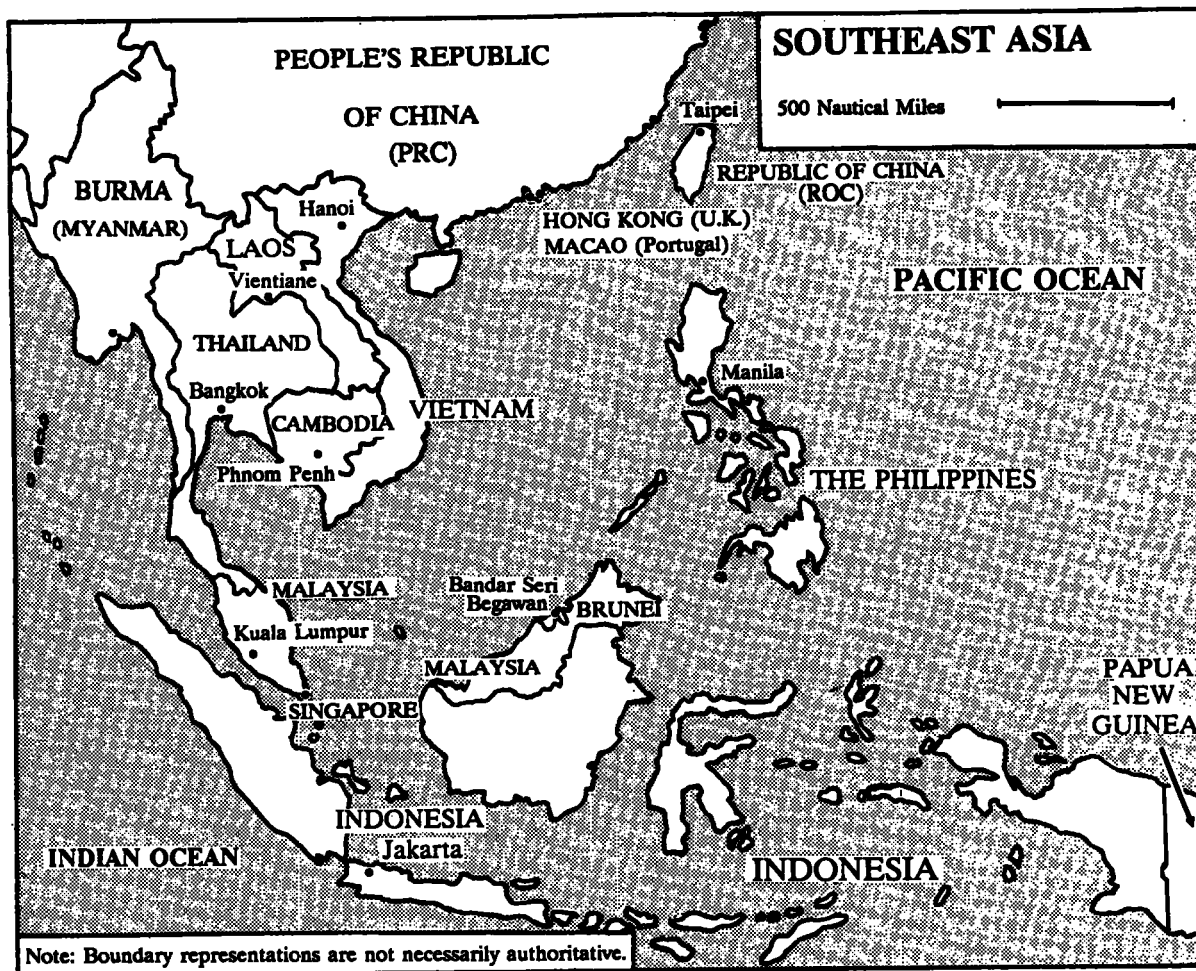 SOUTHEAST ASIA
500 Nautical Miles
PEOPLE'S REPUBLIC
OF CHINA
(PRC)
Taipei
REPUBLIC OF CHINA
(ROC)
BURMA
(MYANMAR)
Hanoi
HONG KONG (U.K.)
MACAO (Portugal)
LAOS
Vientiane
PACIFIC OCEAN
THAILAND
Bangkok
Manila
CAMBODIA
VIETNAM
Phnom Penh
THE PHILIPPINES
MALAYSIA
Bandar Seri
Begawan
BRUNEI
Kuala Lumpur
MALAYSIA
PAPUA
NEW
GUINEA
SINGAPORE
INDONESIA
Jakarta
INDIAN OCEAN
INDONESIA
Note: Boundary representations are not necessarily authoritative.